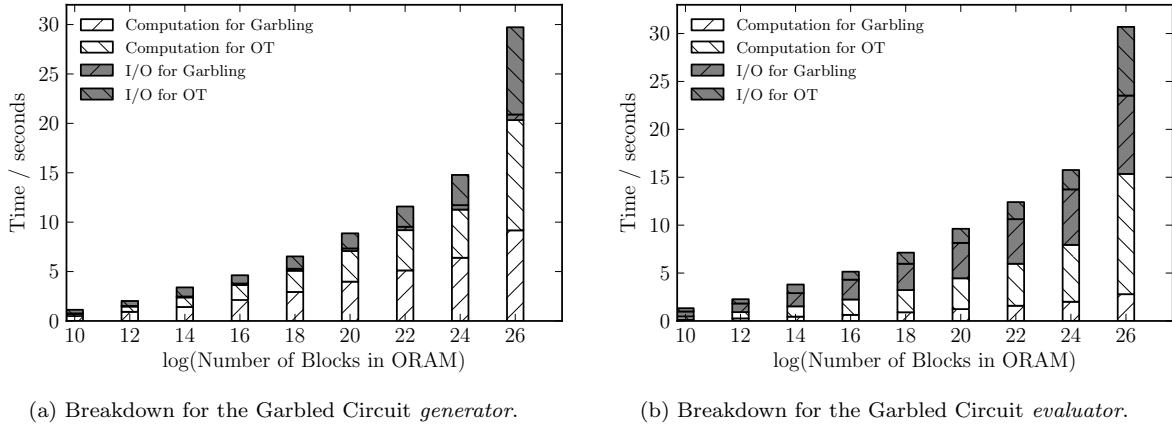 30
25
20
15
10
5
0
Time / seconds
Computation for Garbling
Computation for OT
I/O for Garbling
I/O for OT
10 12 14 16 18 20 22 24 26
log(Number of Blocks in ORAM)
(a) Breakdown for the Garbled Circuit generator.
30
25
20
15
10
5
0
Time / seconds
Computation for Garbling
Computation for OT
I/O for Garbling
I/O for OT
10 12 14 16 18 20 22 24 26
log(Number of Blocks in ORAM)
(b) Breakdown for the Garbled Circuit evaluator.